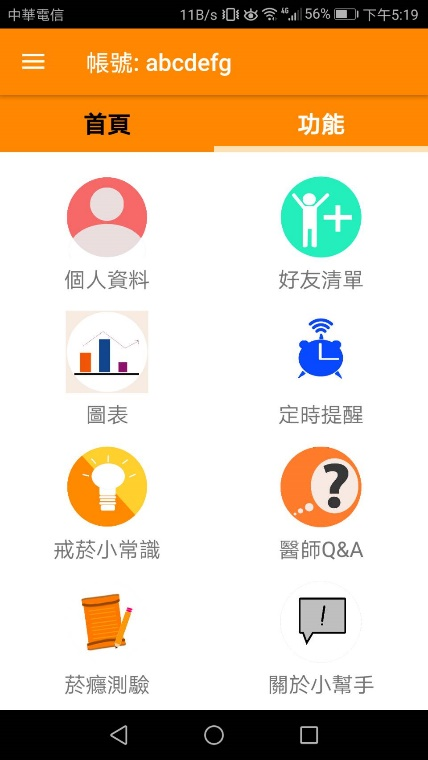 中華電信 11B/s 4G 56% 下午5:19
帳號: abcdefg
首頁 功能
個人資料 好友清單
圖表 定時提醒
戒菸小常識 醫師Q&A
菸癮測驗 關於小幫手